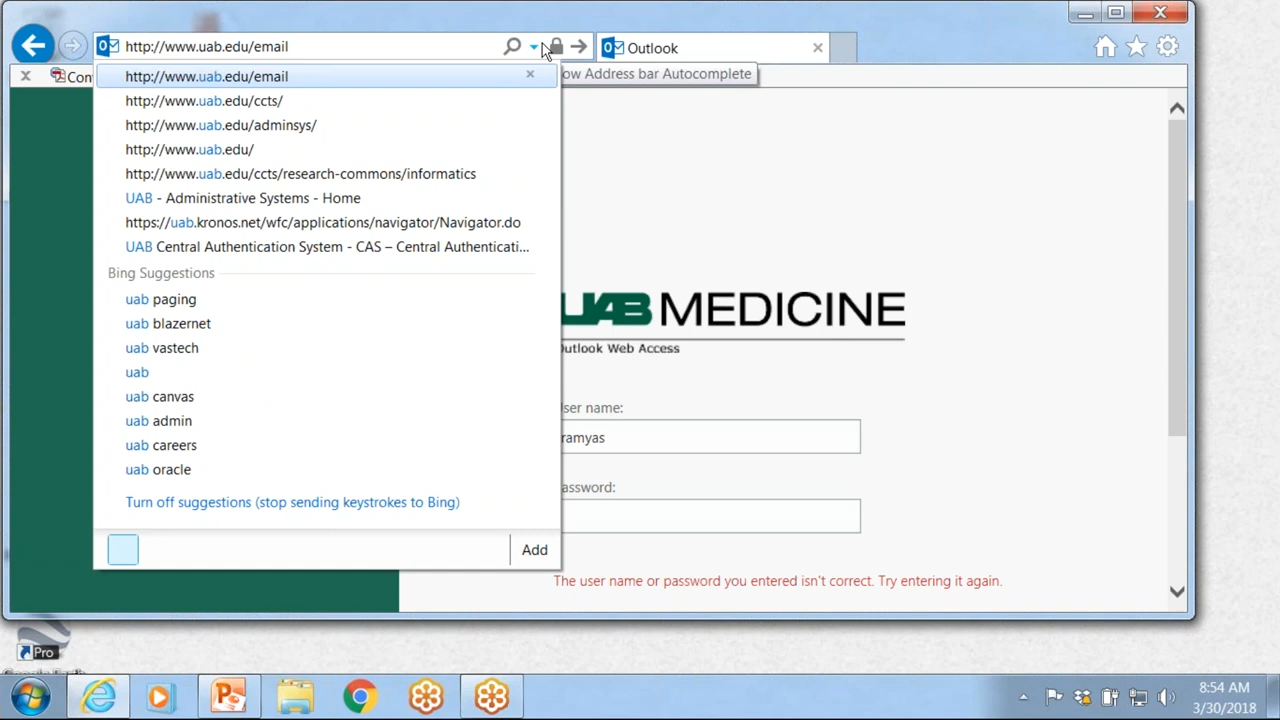 http://www.uab.edu/email
Outlook
Con
ow Address bar Autocomplete
http://www.uab.edu/email
http://www.uab.edu/ccts/
http://www.uab.edu/adminsys/
http://www.uab.edu/
http://www.uab.edu/ccts/research-commons/informatics
UAB - Administrative Systems - Home
https://uab.kronos.net/wfc/applications/navigator/Navigator.do
UAB Central Authentication System - CAS – Central Authenticati...
Bing Suggestions
uab paging
uab blazernet
uab vastech
uab
uab canvas
uab admin
uab careers
uab oracle
Turn off suggestions (stop sending keystrokes to Bing)
Add
UAB MEDICINE
Outlook Web Access
ser name:
ramyas
assword:
The user name or password you entered isn't correct. Try entering it again.
Pro
8:54 AM
3/30/2018